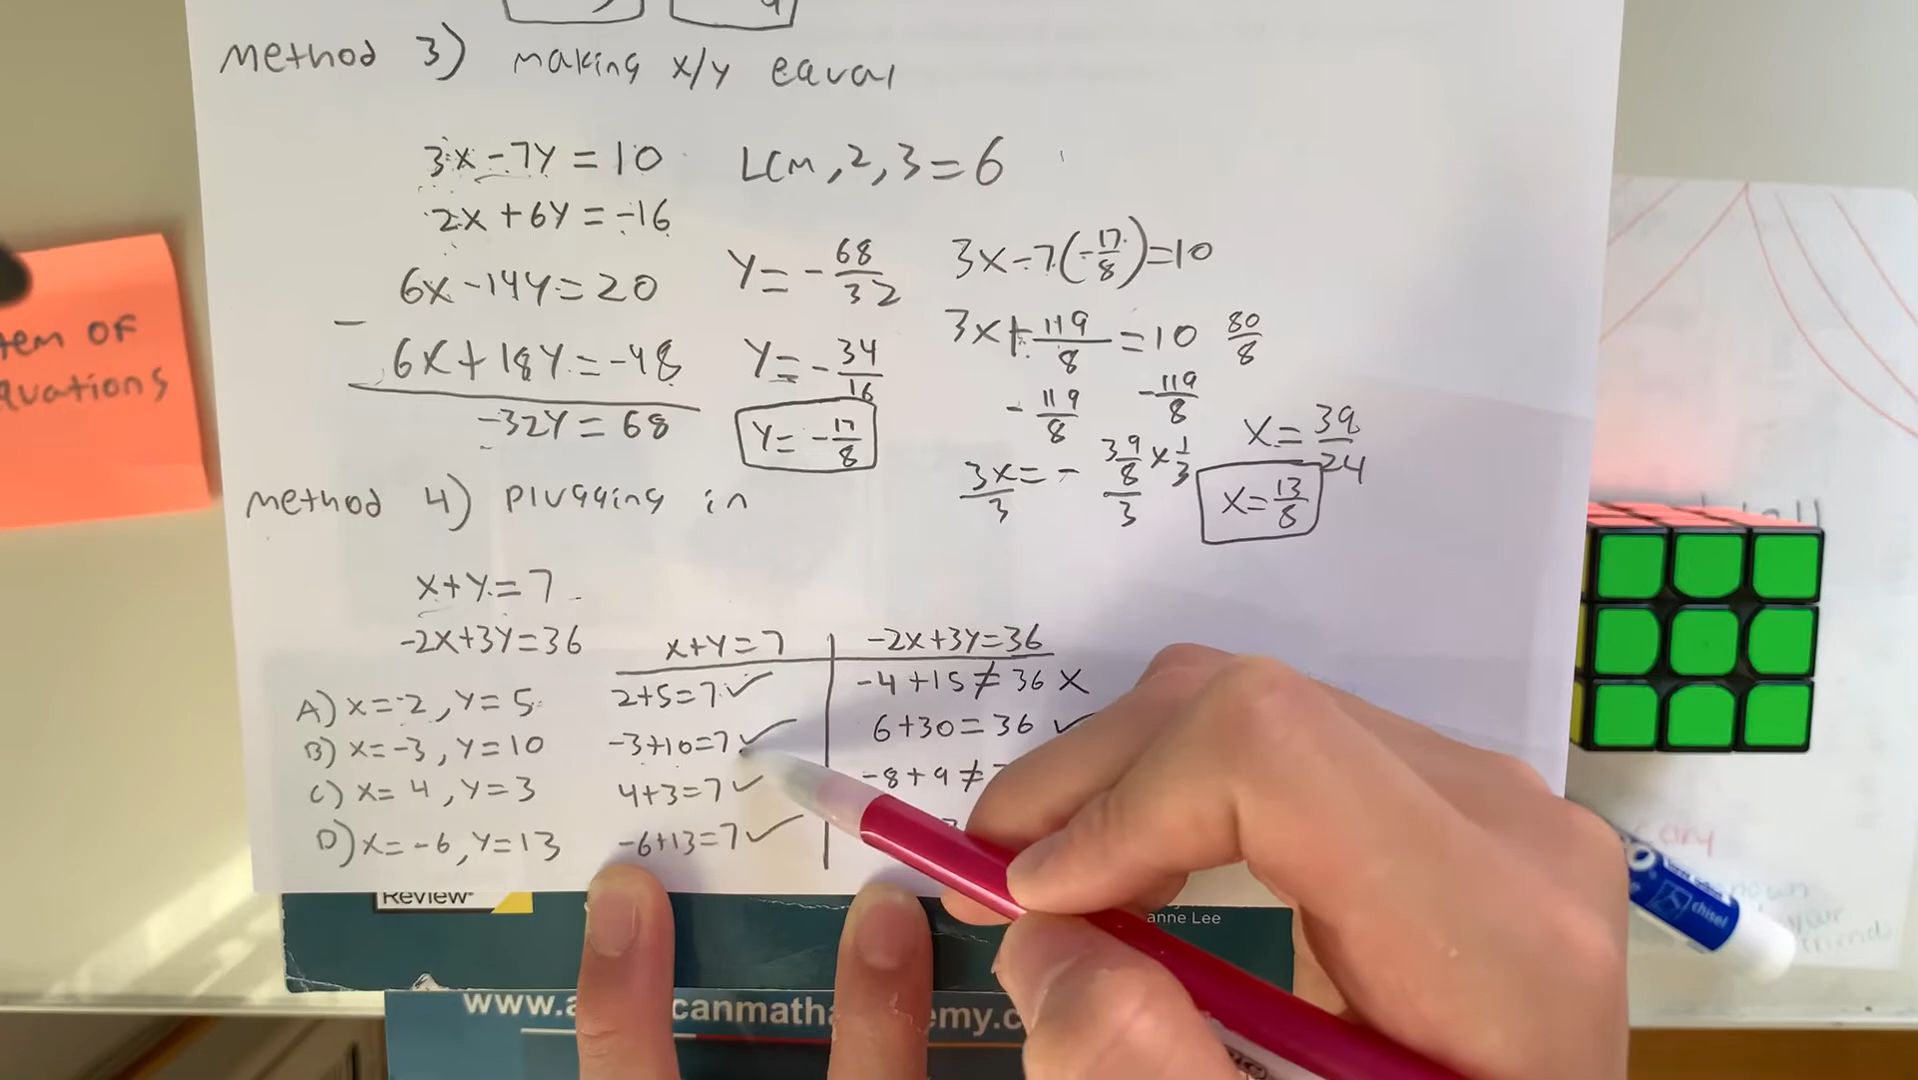 Method 3) making x/y equal
3x-7y=10 LCM,2,3=6
2x+6y=-16
6x-14y=20
- 6x+18y=-48
-32y=68
y=-68/32
y=-34/16
y=-17/8
3x-7(-17/8)=10
3x+119/8=10 80/8
-119/8 -119/8
3x/3=-39/8/3 x 1/3
x=39/24
x=13/8
Method 4) plugging in
x+y=7
-2x+3y=36
A) x=-2, y=5
B) x=-3, y=10
C) x=4, y=3
D) x=-6, y=13
x+y=7
2+5=7 ✓
-3+10=7 ✓
4+3=7 ✓
-6+13=7 ✓
-2x+3y=36
-4+15≠36 X
6+30=36 ✓
-8+9≠
OF
Review
anne Lee
www.a
chisel